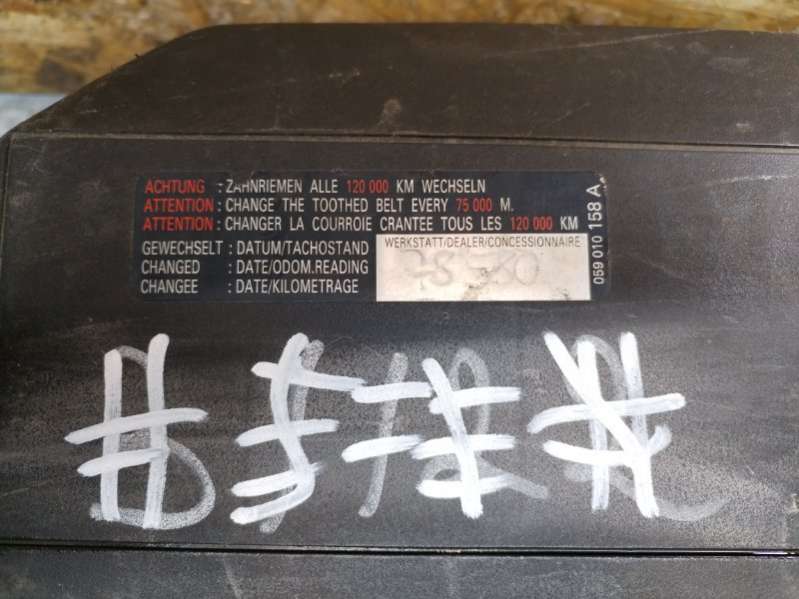 ACHTUNG : ZAHNRIEMEN ALLE 120 000 KM WECHSELN
ATTENTION : CHANGE THE TOOTHED BELT EVERY 75 000 M.
ATTENTION : CHANGER LA COURROIE CRANTEE TOUS LES 120 000 KM
GEWECHSELT : DATUM/TACHOSTAND
CHANGED : DATE/ODOM.READING
CHANGEE : DATE/KILOMETRAGE
WERKSTATT/DEALER/CONCESSIONNAIRE
059 010 158 A